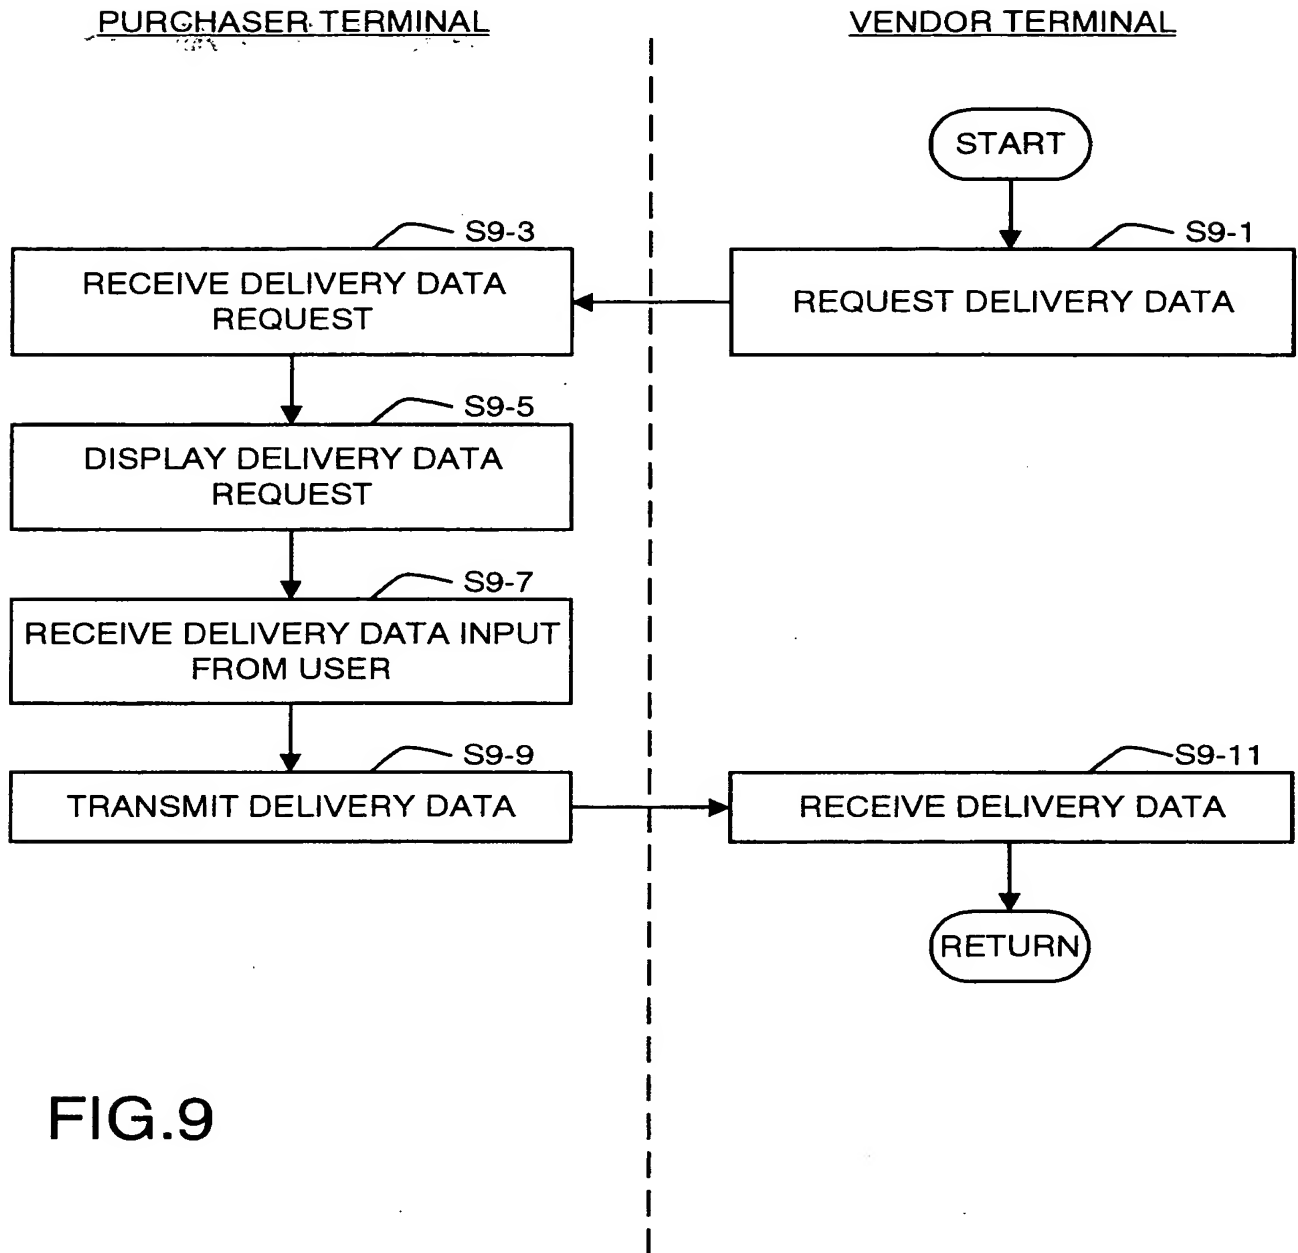 PURCHASER TERMINAL
VENDOR TERMINAL
START
S9-3
S9-1
RECEIVE DELIVERY DATA
REQUEST
REQUEST DELIVERY DATA
S9-5
DISPLAY DELIVERY DATA
REQUEST
S9-7
RECEIVE DELIVERY DATA INPUT
FROM USER
S9-9
S9-11
TRANSMIT DELIVERY DATA
RECEIVE DELIVERY DATA
RETURN
FIG.9